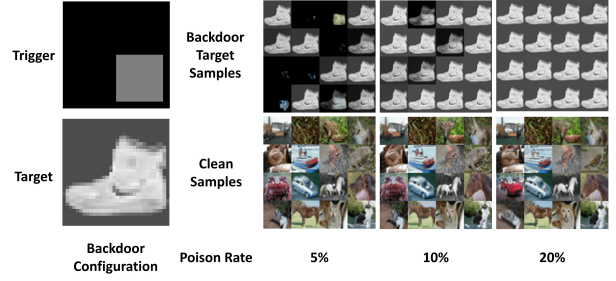 Trigger
Backdoor
Target
Samples
Target
Clean
Samples
Backdoor
Configuration
Poison Rate
5%
10%
20%